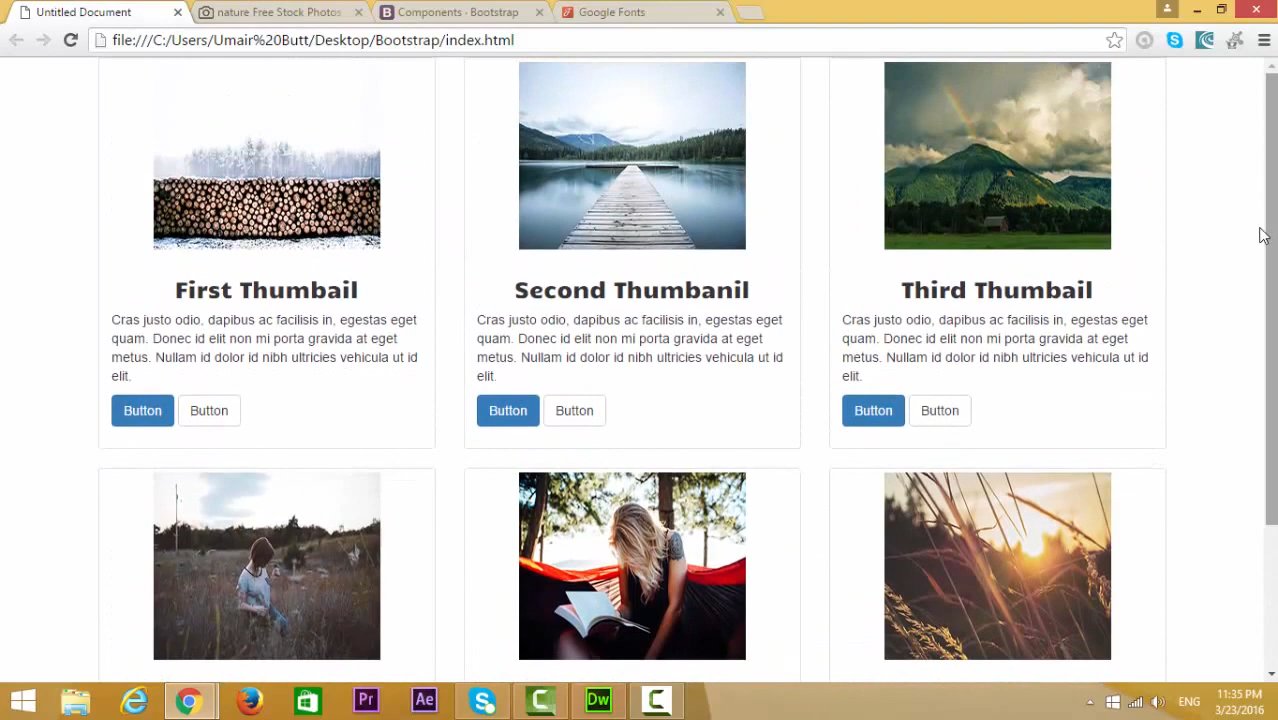 Untitled Document
nature Free Stock Photos
Components · Bootstrap
Google Fonts
file:///C:/Users/Umair%20Butt/Desktop/Bootstrap/index.html
First Thumbail
Cras justo odio, dapibus ac facilisis in, egestas eget
quam. Donec id elit non mi porta gravida at eget
metus. Nullam id dolor id nibh ultricies vehicula ut id
elit.
Button Button
Second Thumbanil
Cras justo odio, dapibus ac facilisis in, egestas eget
quam. Donec id elit non mi porta gravida at eget
metus. Nullam id dolor id nibh ultricies vehicula ut id
elit.
Button Button
Third Thumbail
Cras justo odio, dapibus ac facilisis in, egestas eget
quam. Donec id elit non mi porta gravida at eget
metus. Nullam id dolor id nibh ultricies vehicula ut id
elit.
Button Button
Pr
Ae
Dw
ENG
11:35 PM
3/23/2016